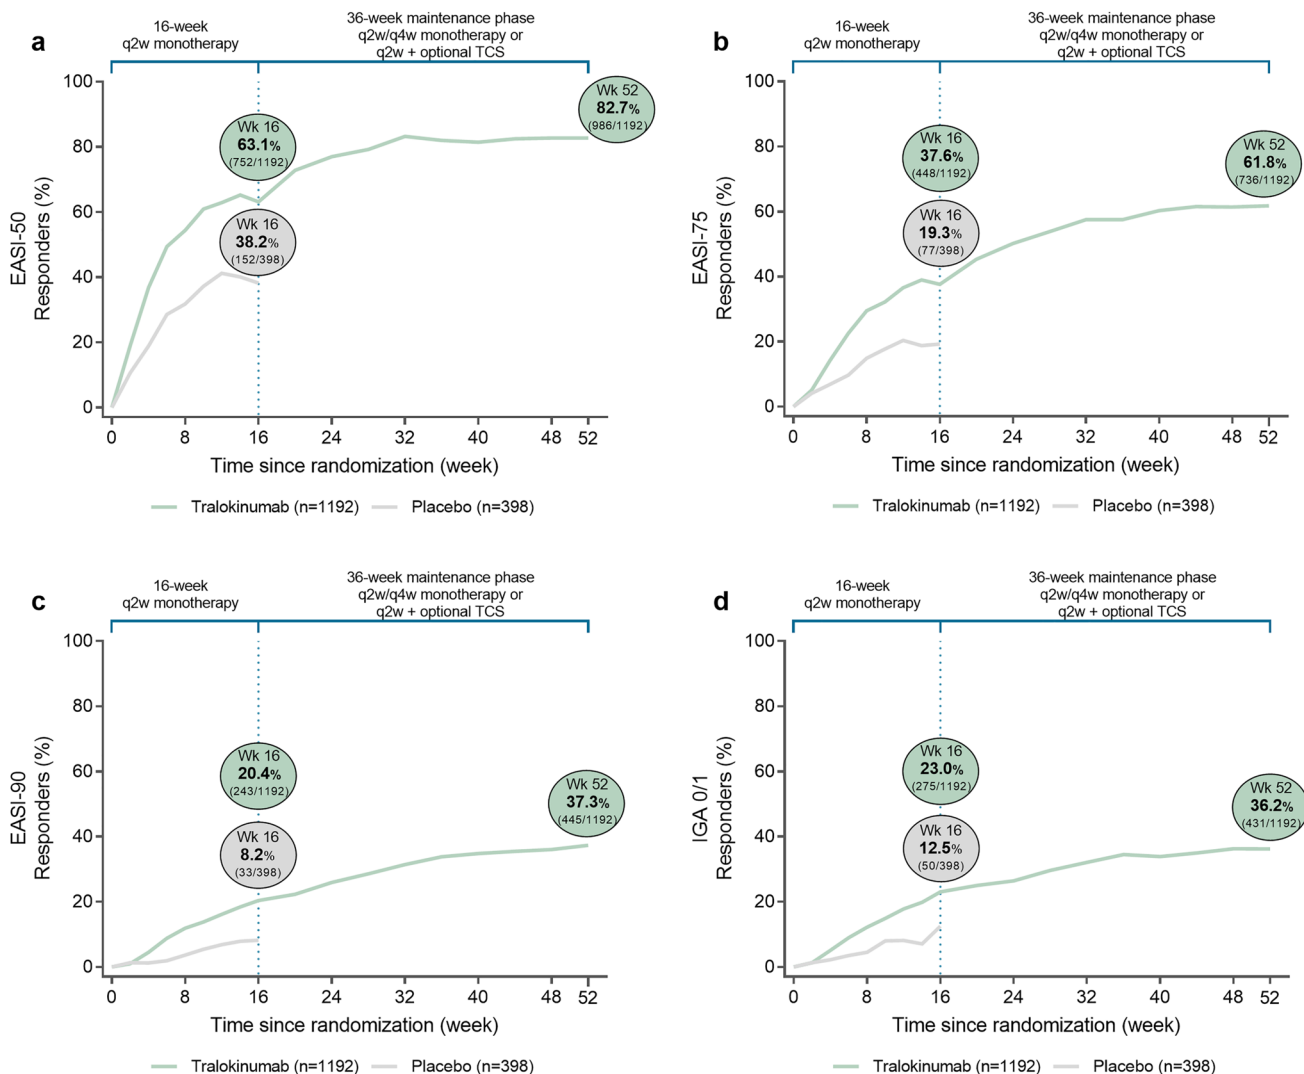 a
16-week
q2w monotherapy
36-week maintenance phase
q2w/q4w monotherapy or
q2w + optional TCS
EASI-50
Responders (%)
100
80
60
40
20
0
Wk 16
63.1%
(752/1192)
Wk 16
38.2%
(152/398)
Wk 52
82.7%
(986/1192)
0 8 16 24 32 40 48 52
Time since randomization (week)
Tralokinumab (n=1192) Placebo (n=398)
b
16-week
q2w monotherapy
36-week maintenance phase
q2w/q4w monotherapy or
q2w + optional TCS
EASI-75
Responders (%)
100
80
60
40
20
0
Wk 16
37.6%
(448/1192)
Wk 16
19.3%
(77/398)
Wk 52
61.8%
(736/1192)
0 8 16 24 32 40 48 52
Time since randomization (week)
Tralokinumab (n=1192) Placebo (n=398)
c
16-week
q2w monotherapy
36-week maintenance phase
q2w/q4w monotherapy or
q2w + optional TCS
EASI-90
Responders (%)
100
80
60
40
20
0
Wk 16
20.4%
(243/1192)
Wk 16
8.2%
(33/398)
Wk 52
37.3%
(445/1192)
0 8 16 24 32 40 48 52
Time since randomization (week)
Tralokinumab (n=1192) Placebo (n=398)
d
16-week
q2w monotherapy
36-week maintenance phase
q2w/q4w monotherapy or
q2w + optional TCS
IGA 0/1
Responders (%)
100
80
60
40
20
0
Wk 16
23.0%
(275/1192)
Wk 16
12.5%
(50/398)
Wk 52
36.2%
(431/1192)
0 8 16 24 32 40 48 52
Time since randomization (week)
Tralokinumab (n=1192) Placebo (n=398)